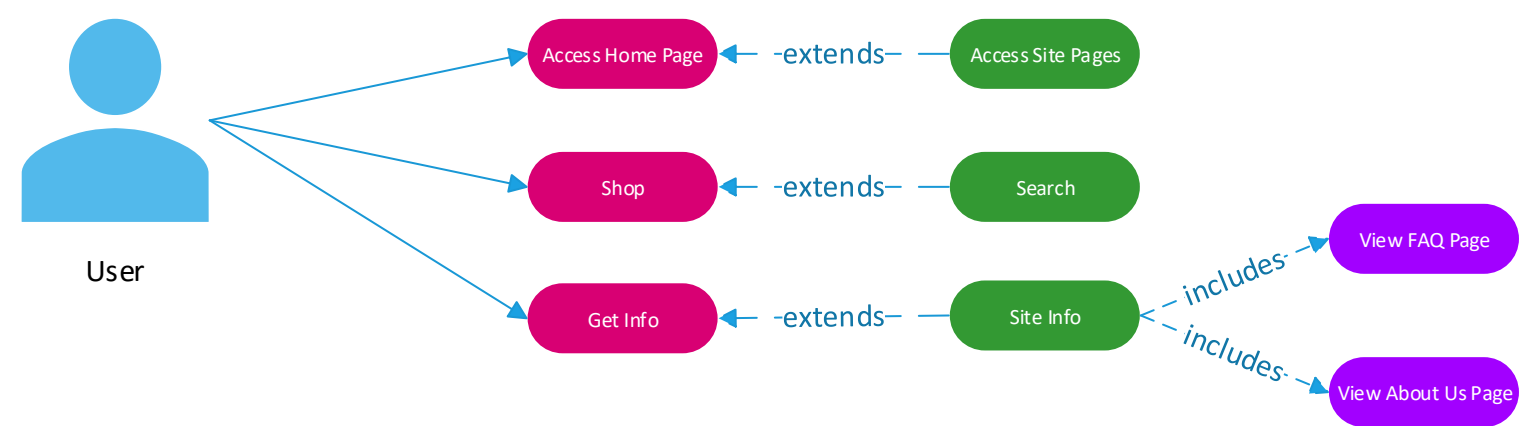 Access Home Page
extends
Access Site Pages
Shop
extends
Search
View FAQ Page
includes
User
Get Info
extends
Site Info
includes
View About Us Page